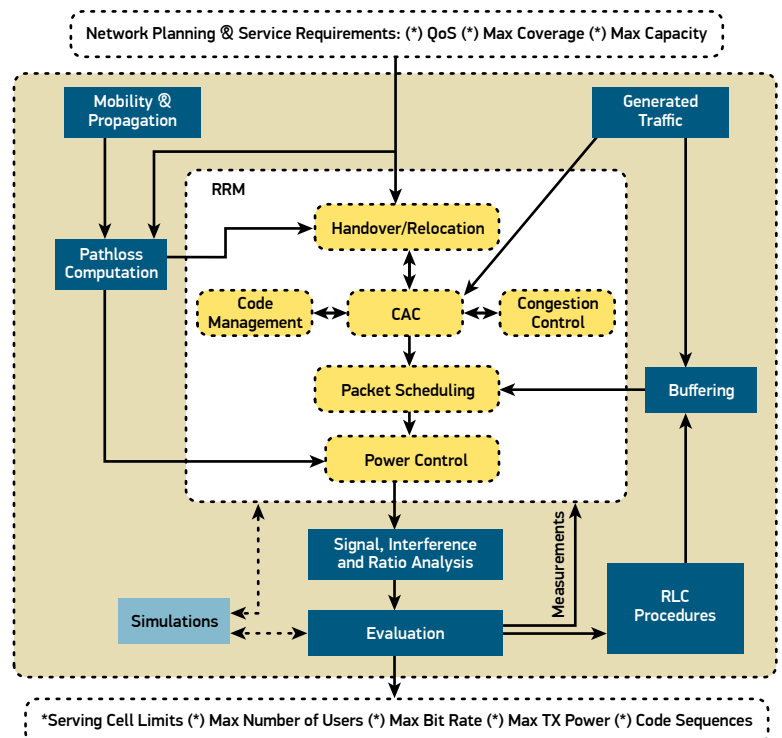 Network Planning & Service Requirements: (*) QoS (*) Max Coverage (*) Max Capacity
Mobility &
Propagation
Generated
Traffic
RRM
Handover/Relocation
Pathloss
Computation
Code
Management
CAC
Congestion
Control
Packet Scheduling
Buffering
Power Control
Signal, Interference
and Ratio Analysis
Measurements
RLC
Procedures
Simulations
Evaluation
*Serving Cell Limits (*) Max Number of Users (*) Max Bit Rate (*) Max TX Power (*) Code Sequences